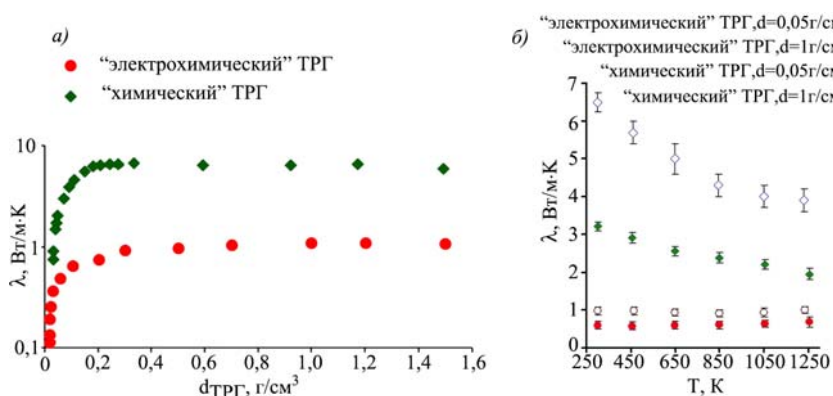 а)
"электрохимический" ТРГ
"химический" ТРГ
λ, Вт/м·К
10
1
0,1
0 0,2 0,4 0,6 0,8 1,0 1,2 1,4 1,6
dТРГ, г/см³
б)
"электрохимический" ТРГ,d=0,05г/см
"электрохимический" ТРГ,d=1г/см
"химический" ТРГ,d=0,05г/см
"химический" ТРГ,d=1г/см
λ, Вт/м·К
7
6
5
4
3
2
1
0
250 450 650 850 1050 1250
T, К